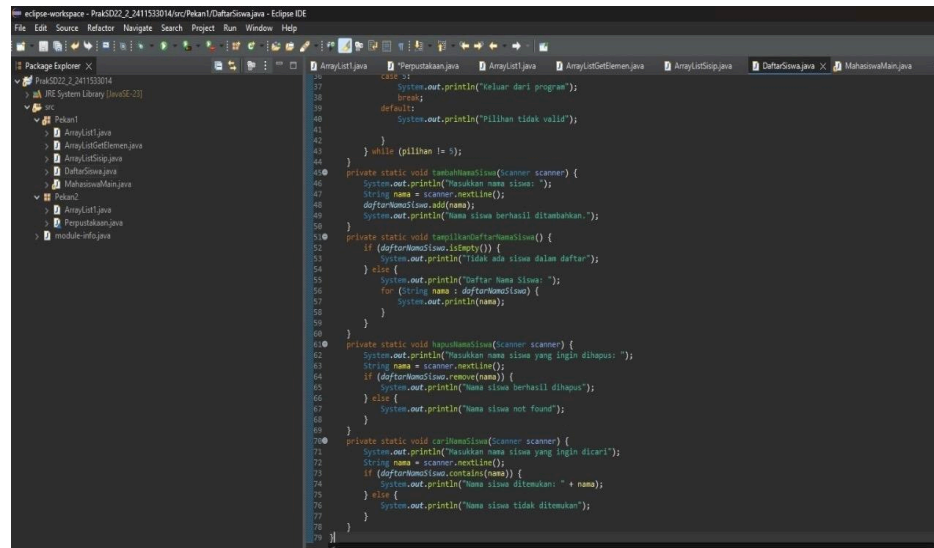 eclipse-workspace - PrakSD22_2_2411533014/src/Pekan1/DaftarSiswa.java - Eclipse IDE
File Edit Source Refactor Navigate Search Project Run Window Help
Package Explorer
PrakSD22_2_2411533014
JRE System Library [JavaSE-23]
src
Pekan1
ArrayList1.java
ArrayListGetElemen.java
ArrayListSisip.java
DaftarSiswa.java
MahasiswaMain.java
Pekan2
ArrayList1.java
Perpustakaan.java
module-info.java
ArrayList1.java *Perpustakaan.java ArrayList1.java ArrayListGetElemen.java ArrayListSisip.java DaftarSiswa.java MahasiswaMain.java
36 case 5:
37 System.out.println("Keluar dari program");
38 break;
39 default:
40 System.out.println("Pilihan tidak valid");
41
42 }
43 } while (pilihan != 5);
44 }
45 private static void tambahNamaSiswa(Scanner scanner) {
46 System.out.println("Masukkan nama siswa: ");
47 String nama = scanner.nextLine();
48 daftarNamaSiswa.add(nama);
49 System.out.println("Nama siswa berhasil ditambahkan.");
50 }
51 private static void tampilkanDaftarNamaSiswa() {
52 if (daftarNamaSiswa.isEmpty()) {
53 System.out.println("Tidak ada siswa dalam daftar");
54 } else {
55 System.out.println("Daftar Nama Siswa: ");
56 for (String nama : daftarNamaSiswa) {
57 System.out.println(nama);
58 }
59 }
60 }
61 private static void hapusNamaSiswa(Scanner scanner) {
62 System.out.println("Masukkan nama siswa yang ingin dihapus: ");
63 String nama = scanner.nextLine();
64 if (daftarNamaSiswa.remove(nama)) {
65 System.out.println("Nama siswa berhasil dihapus");
66 } else {
67 System.out.println("Nama siswa not found");
68 }
69 }
70 private static void cariNamaSiswa(Scanner scanner) {
71 System.out.println("Masukkan nama siswa yang ingin dicari");
72 String nama = scanner.nextLine();
73 if (daftarNamaSiswa.contains(nama)) {
74 System.out.println("Nama siswa ditemukan: " + nama);
75 } else {
76 System.out.println("Nama siswa tidak ditemukan");
77 }
78 }
79 }